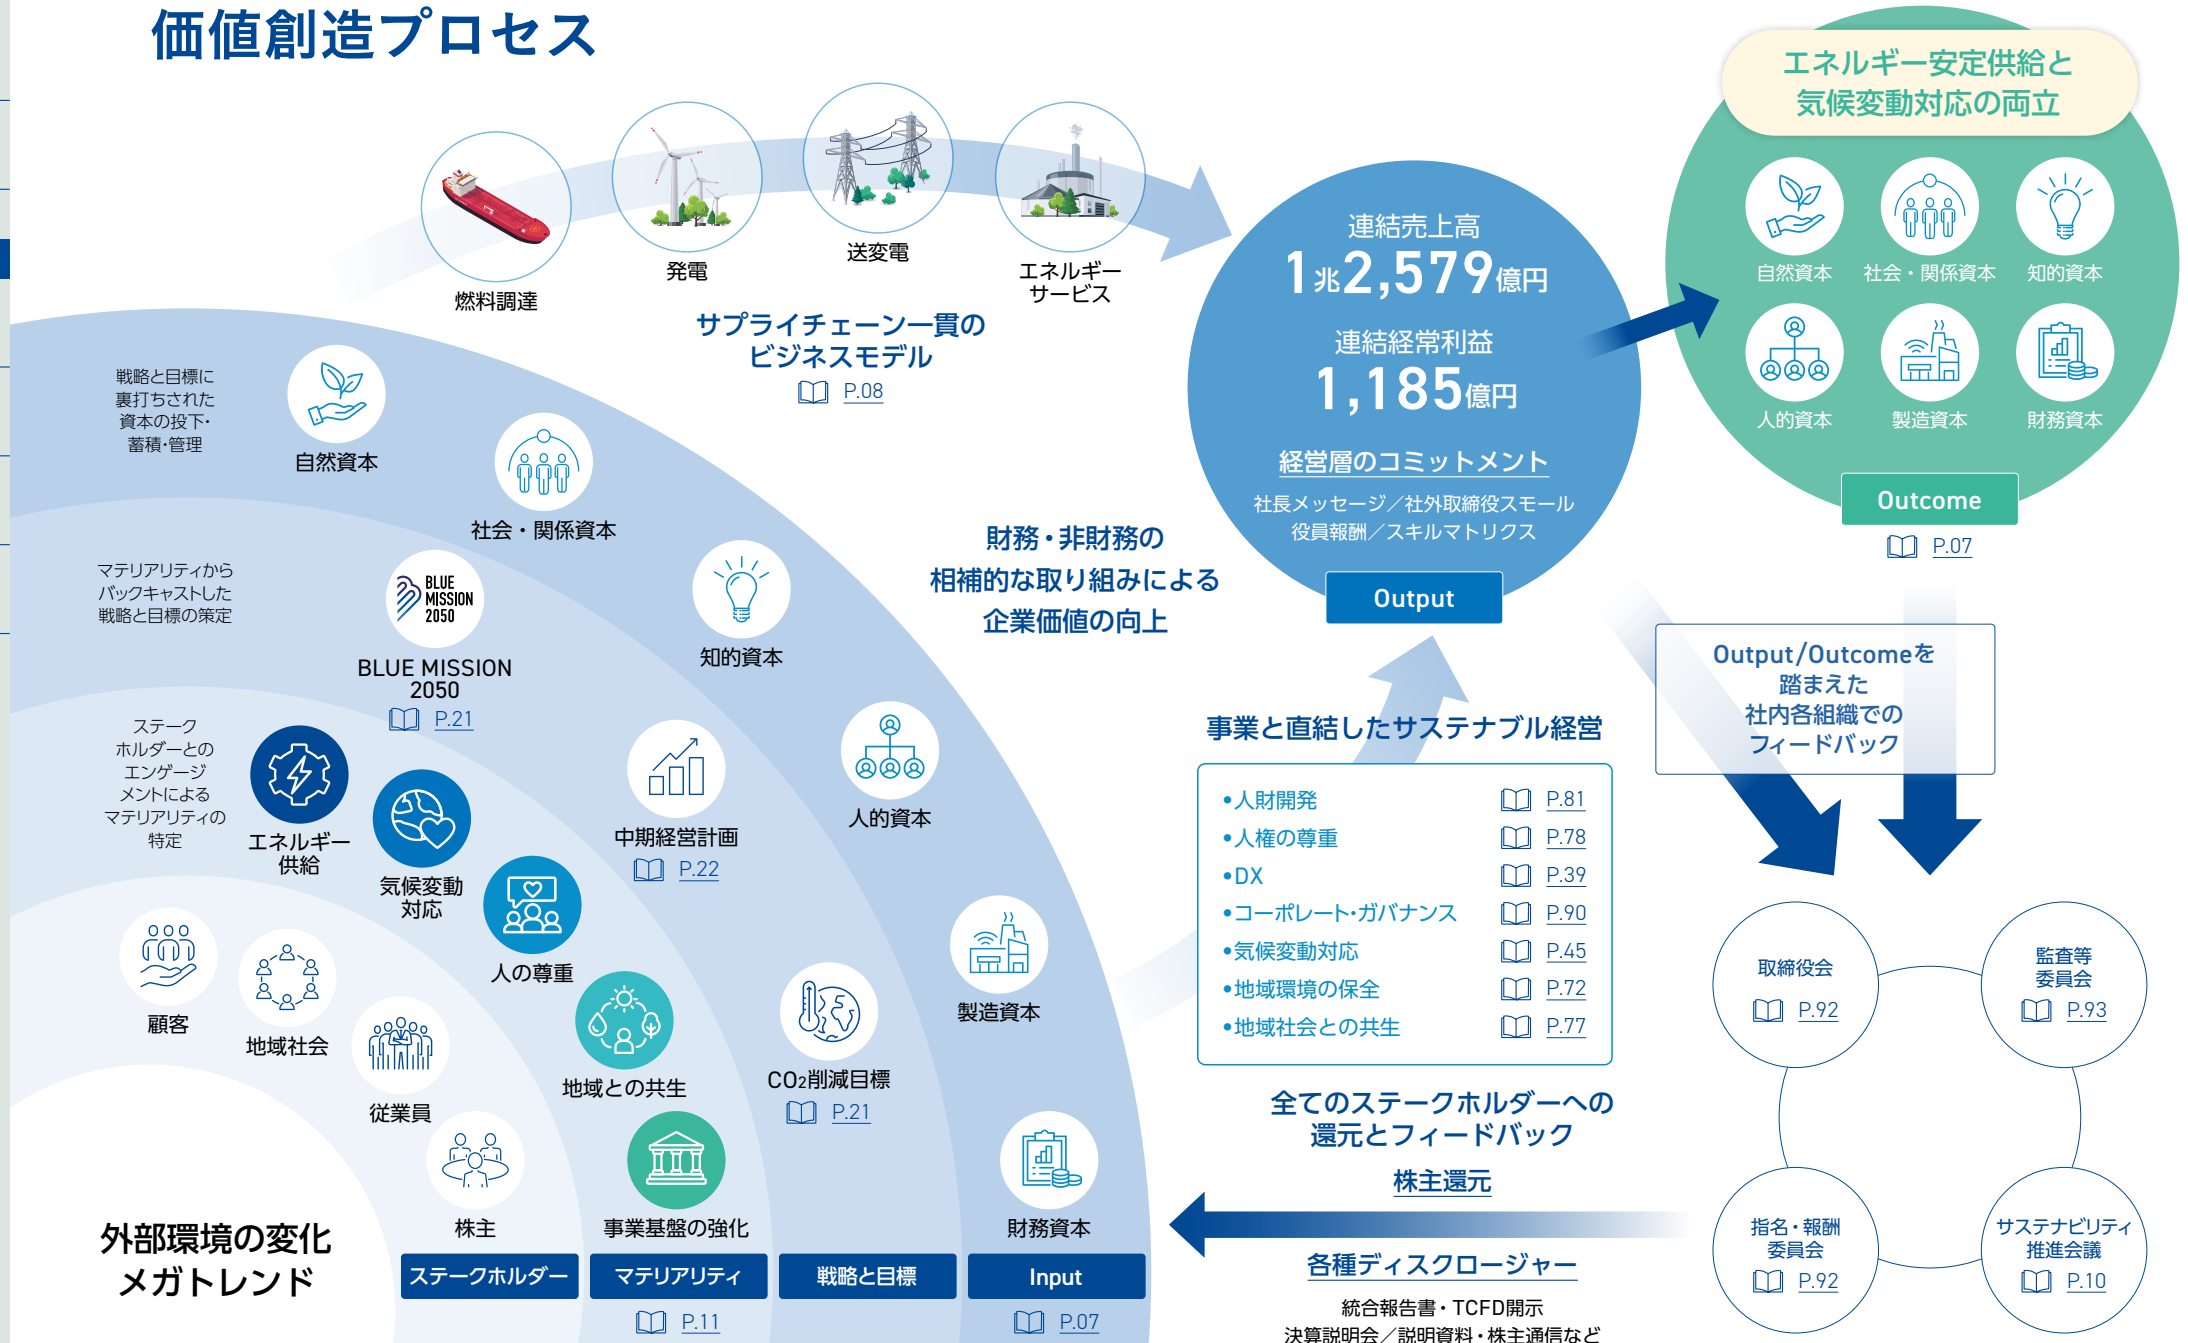 価値創造プロセス
燃料調達
発電
送変電
エネルギー
サービス
サプライチェーン一貫の
ビジネスモデル
P.08
戦略と目標に
裏打ちされた
資本の投下・
蓄積・管理
自然資本
社会・関係資本
知的資本
人的資本
製造資本
財務資本
Input
P.07
マテリアリティから
バックキャストした
戦略と目標の策定
BLUE
MISSION
2050
BLUE MISSION
2050
P.21
中期経営計画
P.22
CO2削減目標
P.21
戦略と目標
ステーク
ホルダーとの
エンゲージ
メントによる
マテリアリティの
特定
エネルギー
供給
気候変動
対応
人の尊重
地域との共生
事業基盤の強化
マテリアリティ
P.11
顧客
地域社会
従業員
株主
ステークホルダー
外部環境の変化
メガトレンド
財務・非財務の
相補的な取り組みによる
企業価値の向上
連結売上高
1兆2,579億円
連結経常利益
1,185億円
経営層のコミットメント
社長メッセージ／社外取締役スモール
役員報酬／スキルマトリクス
Output
エネルギー安定供給と
気候変動対応の両立
自然資本
社会・関係資本
知的資本
人的資本
製造資本
財務資本
Outcome
P.07
事業と直結したサステナブル経営
•人財開発 P.81
•人権の尊重 P.78
•DX P.39
•コーポレート・ガバナンス P.90
•気候変動対応 P.45
•地域環境の保全 P.72
•地域社会との共生 P.77
Output/Outcomeを
踏まえた
社内各組織での
フィードバック
取締役会
P.92
監査等
委員会
P.93
指名・報酬
委員会
P.92
サステナビリティ
推進会議
P.10
全てのステークホルダーへの
還元とフィードバック
株主還元
各種ディスクロージャー
統合報告書・TCFD開示
決算説明会／説明資料・株主通信など